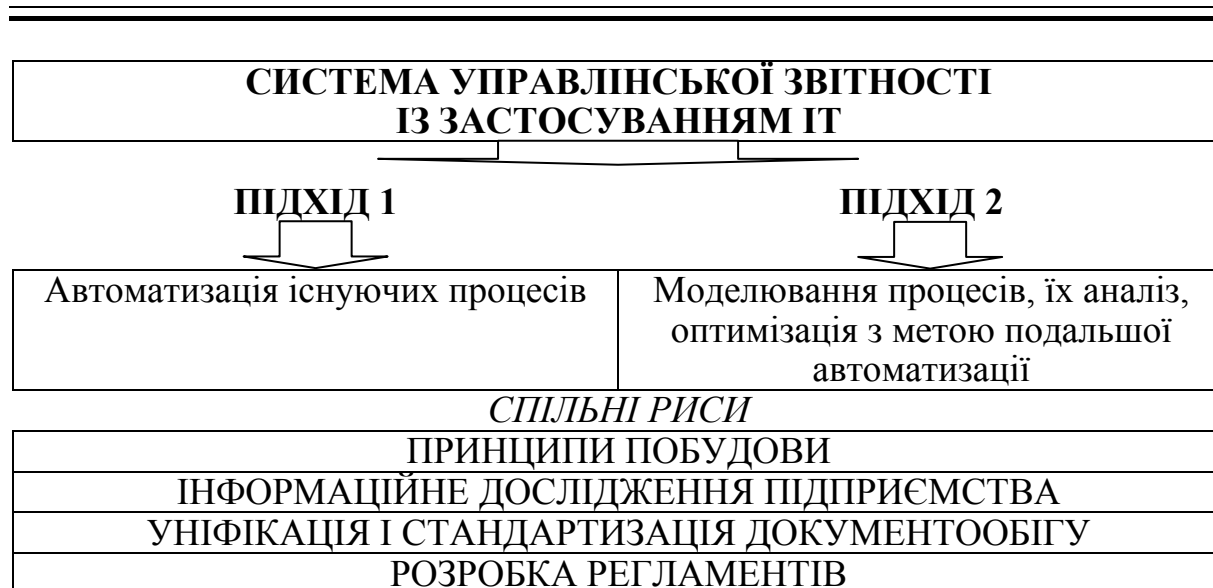 СИСТЕМА УПРАВЛІНСЬКОЇ ЗВІТНОСТІ
ІЗ ЗАСТОСУВАННЯМ ІТ
ПІДХІД 1
ПІДХІД 2
Автоматизація існуючих процесів
Моделювання процесів, їх аналіз,
оптимізація з метою подальшої
автоматизації
СПІЛЬНІ РИСИ
ПРИНЦИПИ ПОБУДОВИ
ІНФОРМАЦІЙНЕ ДОСЛІДЖЕННЯ ПІДПРИЄМСТВА
УНІФІКАЦІЯ І СТАНДАРТИЗАЦІЯ ДОКУМЕНТООБІГУ
РОЗРОБКА РЕГЛАМЕНТІВ